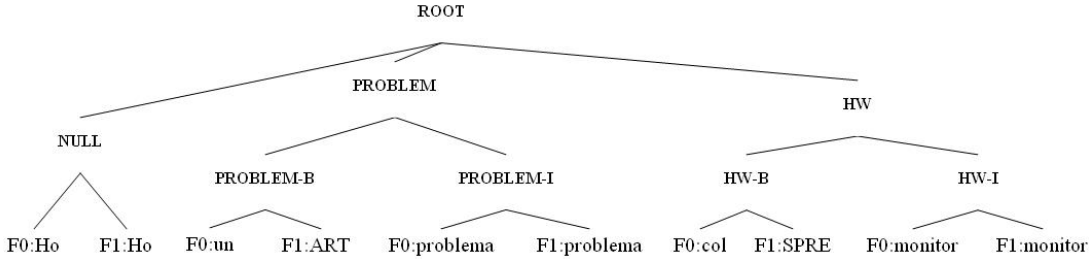 ROOT
PROBLEM
HW
NULL
PROBLEM-B PROBLEM-I HW-B HW-I
F0:Ho F1:Ho F0:un F1:ART F0:problema F1:problema F0:col F1:SPRE F0:monitor F1:monitor